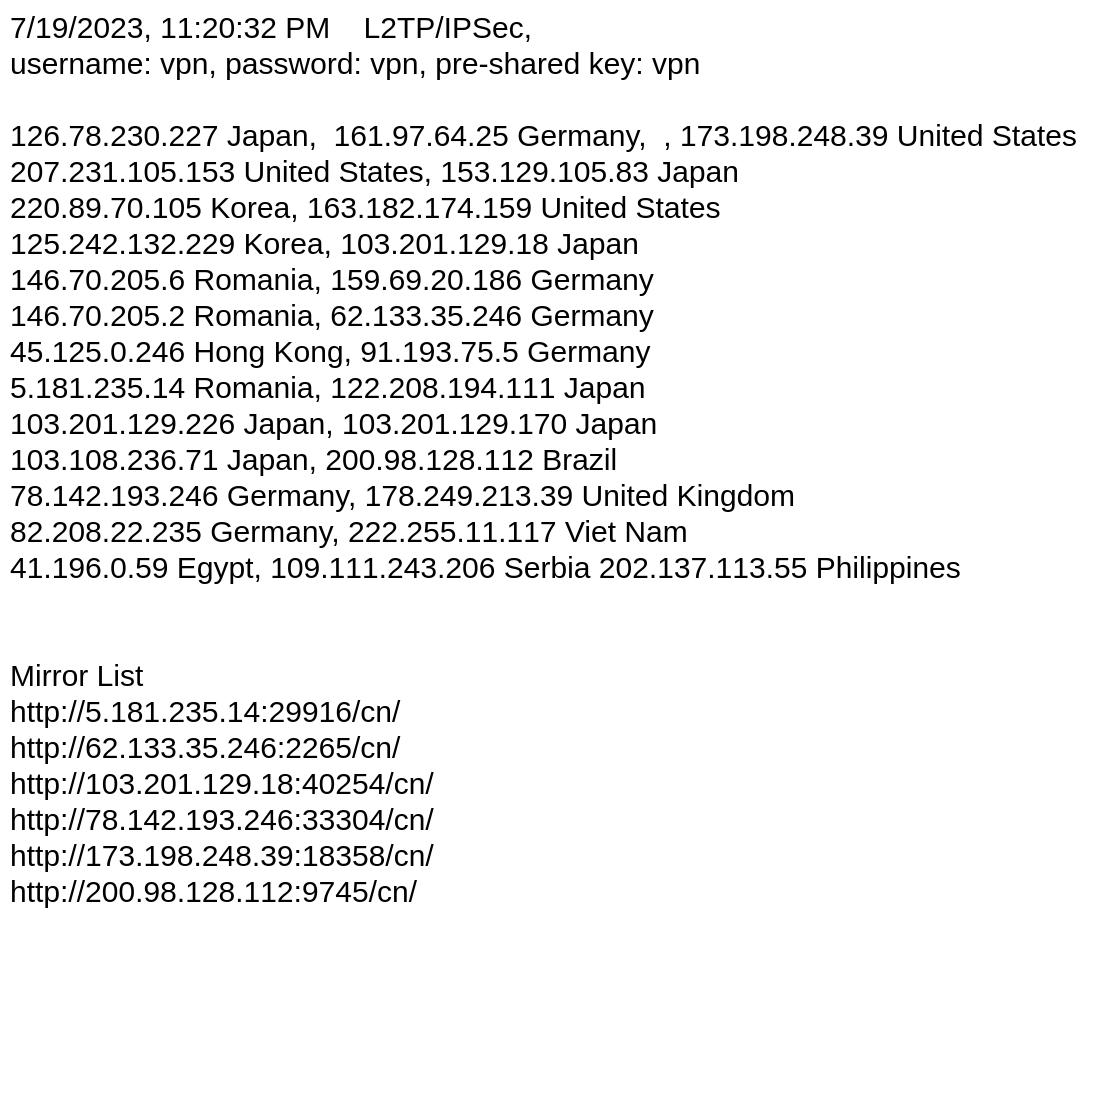 7/19/2023, 11:20:32 PM    L2TP/IPSec,
username: vpn, password: vpn, pre-shared key: vpn
126.78.230.227 Japan,  161.97.64.25 Germany,  , 173.198.248.39 United States
207.231.105.153 United States, 153.129.105.83 Japan
220.89.70.105 Korea, 163.182.174.159 United States
125.242.132.229 Korea, 103.201.129.18 Japan
146.70.205.6 Romania, 159.69.20.186 Germany
146.70.205.2 Romania, 62.133.35.246 Germany
45.125.0.246 Hong Kong, 91.193.75.5 Germany
5.181.235.14 Romania, 122.208.194.111 Japan
103.201.129.226 Japan, 103.201.129.170 Japan
103.108.236.71 Japan, 200.98.128.112 Brazil
78.142.193.246 Germany, 178.249.213.39 United Kingdom
82.208.22.235 Germany, 222.255.11.117 Viet Nam
41.196.0.59 Egypt, 109.111.243.206 Serbia 202.137.113.55 Philippines
Mirror List
http://5.181.235.14:29916/cn/
http://62.133.35.246:2265/cn/
http://103.201.129.18:40254/cn/
http://78.142.193.246:33304/cn/
http://173.198.248.39:18358/cn/
http://200.98.128.112:9745/cn/